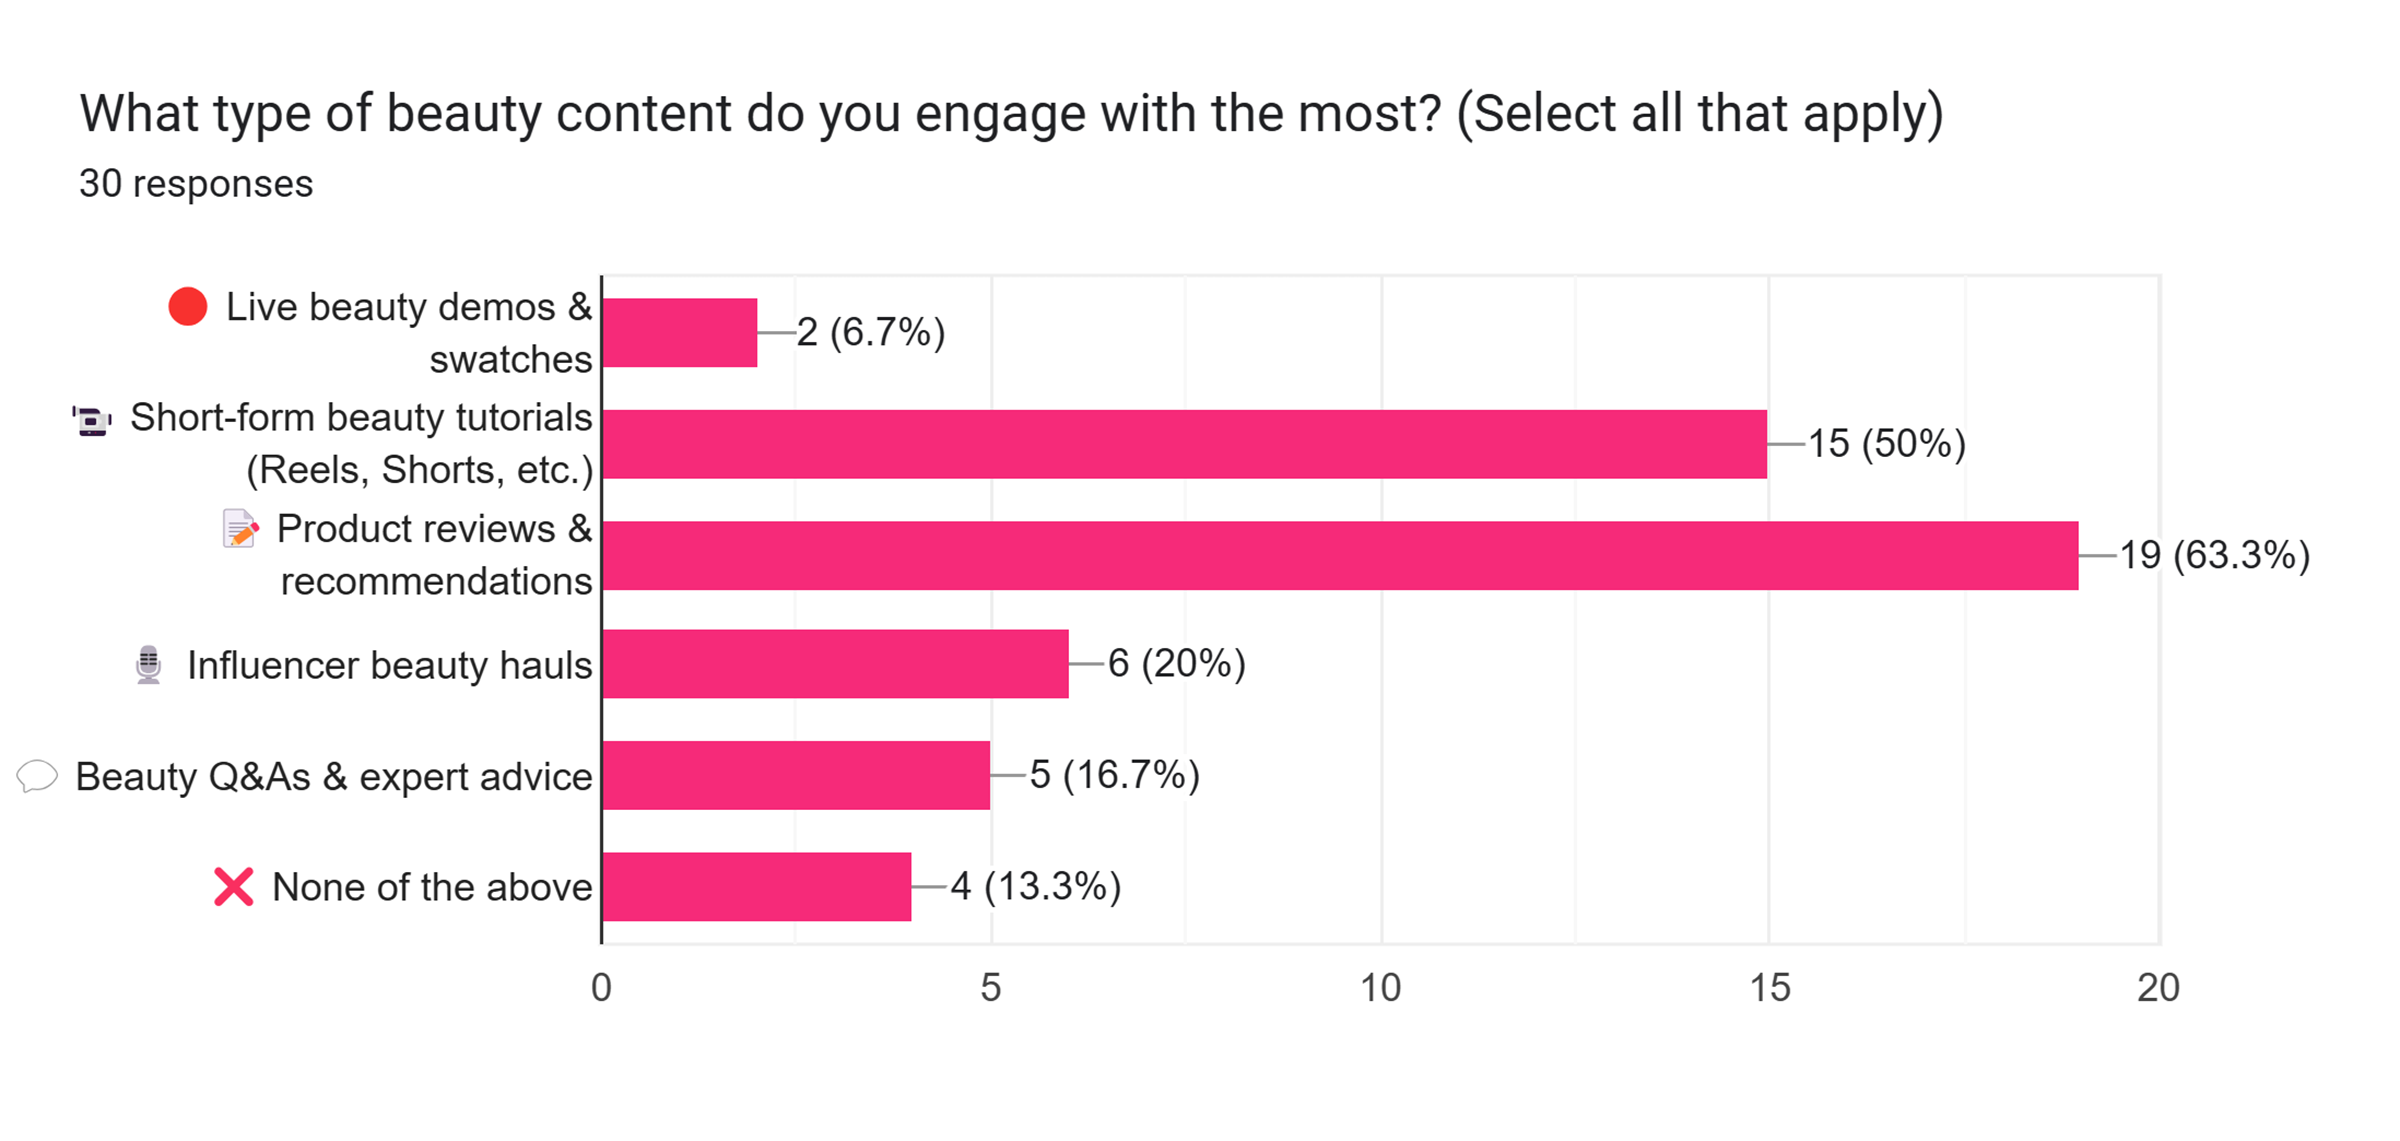 What type of beauty content do you engage with the most? (Select all that apply)
30 responses
Live beauty demos &
swatches
2 (6.7%)
Short-form beauty tutorials
(Reels, Shorts, etc.)
15 (50%)
Product reviews &
recommendations
19 (63.3%)
Influencer beauty hauls
6 (20%)
Beauty Q&As & expert advice
5 (16.7%)
None of the above
4 (13.3%)
0 5 10 15 20